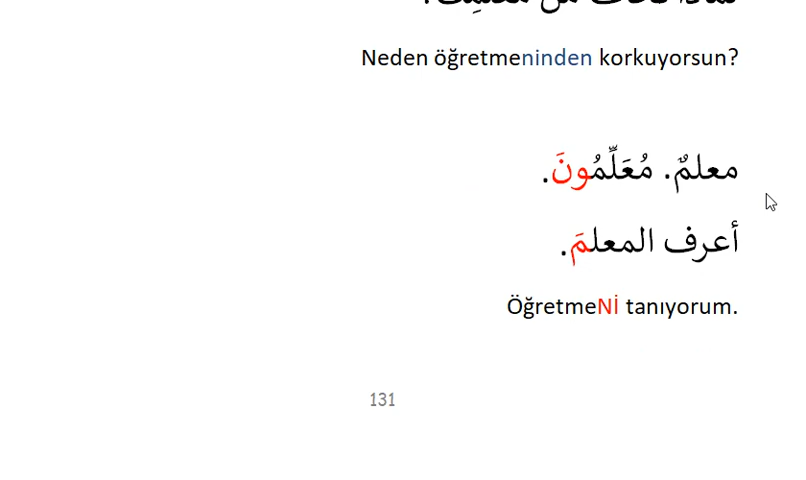 Neden öğretmeninden korkuyorsun?
معلمٌ. مُعَلِّمُونَ.
أعرف المعلمَ.
ÖğretmeNİ tanıyorum.
131